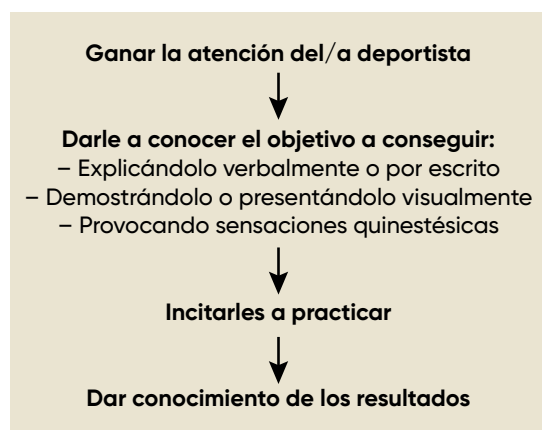 Ganar la atención del/a deportista
Darle a conocer el objetivo a conseguir:
– Explicándolo verbalmente o por escrito
– Demostrándolo o presentándolo visualmente
– Provocando sensaciones quinestésicas
Incitarles a practicar
Dar conocimiento de los resultados